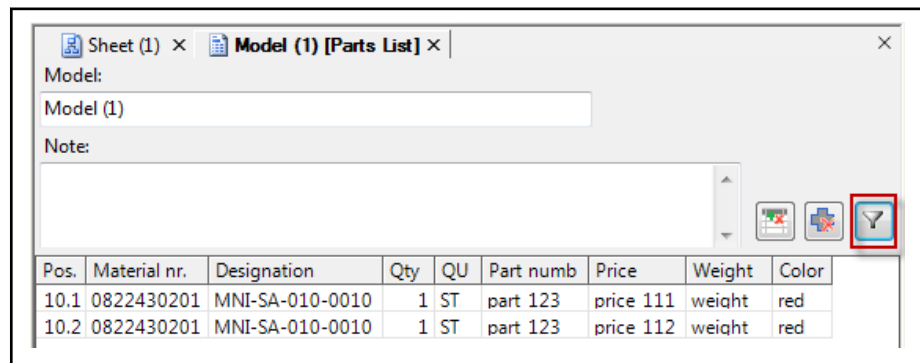 Sheet (1) × Model (1) [Parts List] ×
Model:
Model (1)
Note:
Pos. Material nr. Designation Qty QU Part numb Price Weight Color
10.1 0822430201 MNI-SA-010-0010 1 ST part 123 price 111 weight red
10.2 0822430201 MNI-SA-010-0010 1 ST part 123 price 112 weight red